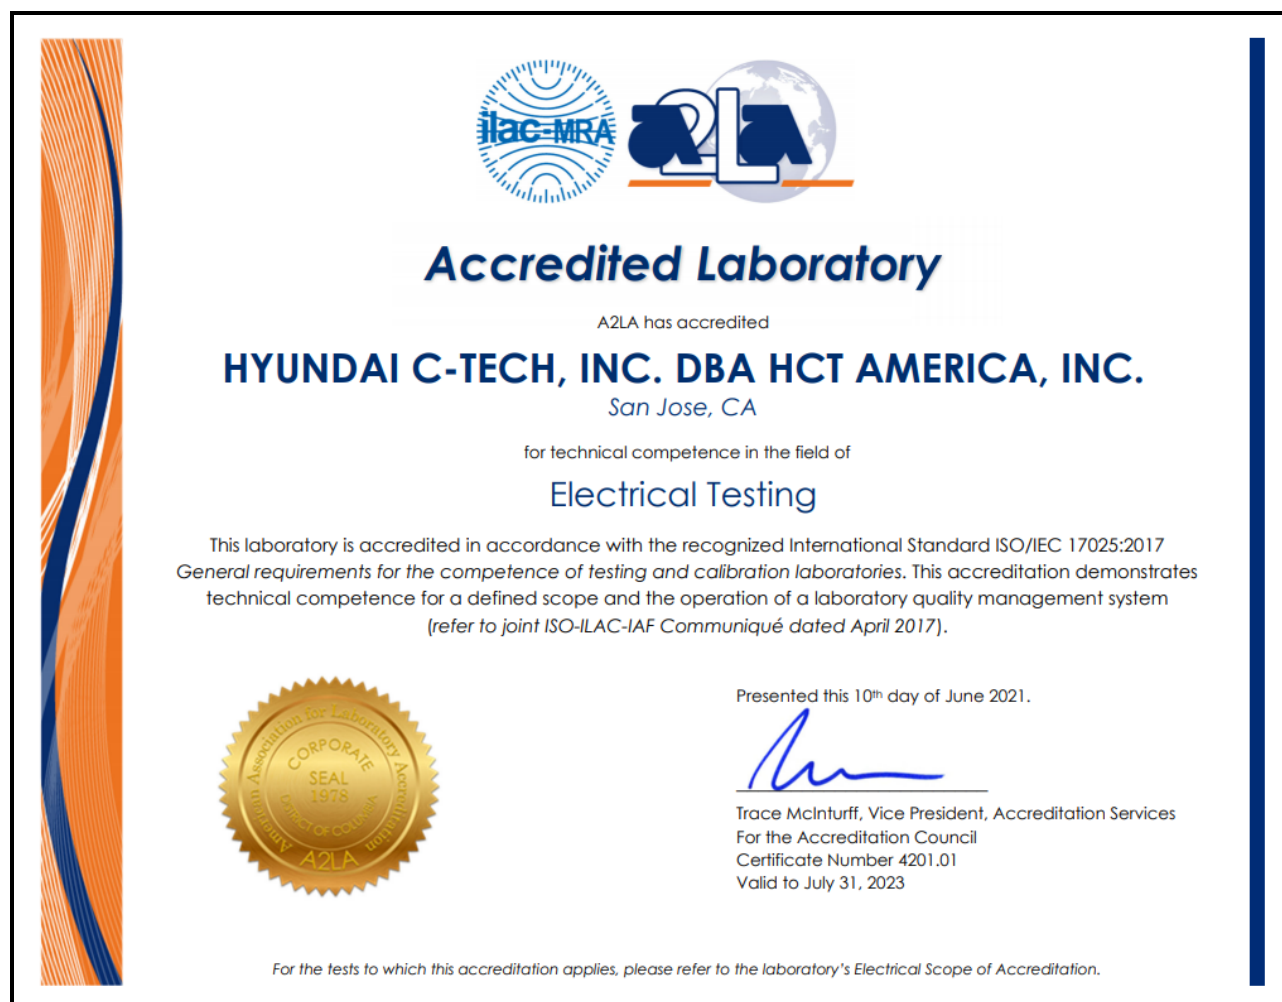 ilac-MRA
A2LA
Accredited Laboratory
A2LA has accredited
HYUNDAI C-TECH, INC. DBA HCT AMERICA, INC.
San Jose, CA
for technical competence in the field of
Electrical Testing
This laboratory is accredited in accordance with the recognized International Standard ISO/IEC 17025:2017
General requirements for the competence of testing and calibration laboratories. This accreditation demonstrates
technical competence for a defined scope and the operation of a laboratory quality management system
(refer to joint ISO-ILAC-IAF Communiqué dated April 2017).
American Association for Laboratory Accreditation
CORPORATE
SEAL
1978
DISTRICT OF COLUMBIA
A2LA
Presented this 10th day of June 2021.
Trace McInturff, Vice President, Accreditation Services
For the Accreditation Council
Certificate Number 4201.01
Valid to July 31, 2023
For the tests to which this accreditation applies, please refer to the laboratory's Electrical Scope of Accreditation.